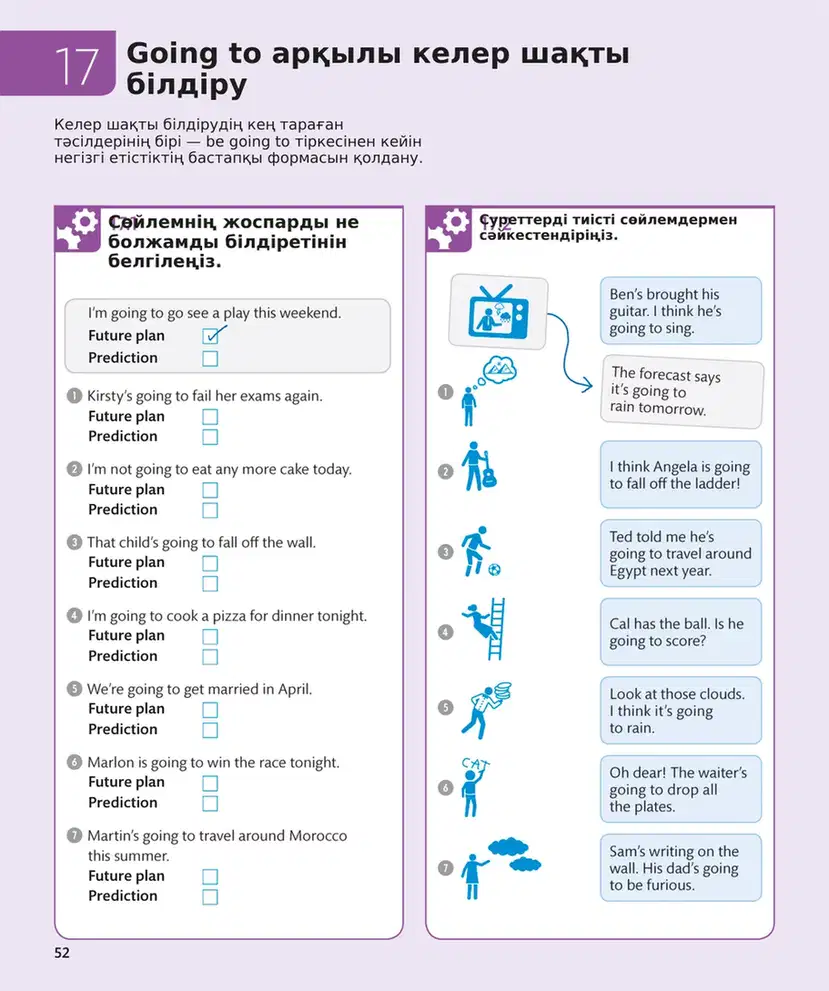 17
Going to арқылы келер шақты
білдіру
Келер шақты білдірудің кең тараған
тәсілдерінің бірі — be going to тіркесінен кейін
негізгі етістіктің бастапқы формасын қолдану.
Сөйлемнің жоспарды не
болжамды білдіретінін
белгілеңіз.
I'm going to go see a play this weekend.
Future plan
Prediction
1 Kirsty's going to fail her exams again.
Future plan
Prediction
2 I'm not going to eat any more cake today.
Future plan
Prediction
3 That child's going to fall off the wall.
Future plan
Prediction
4 I'm going to cook a pizza for dinner tonight.
Future plan
Prediction
5 We're going to get married in April.
Future plan
Prediction
6 Marlon is going to win the race tonight.
Future plan
Prediction
7 Martin's going to travel around Morocco
this summer.
Future plan
Prediction
Суреттерді тиісті сөйлемдермен
сәйкестендіріңіз.
Ben's brought his
guitar. I think he's
going to sing.
1
The forecast says
it's going to
rain tomorrow.
2
I think Angela is going
to fall off the ladder!
3
Ted told me he's
going to travel around
Egypt next year.
4
Cal has the ball. Is he
going to score?
5
Look at those clouds.
I think it's going
to rain.
6
CAT
Oh dear! The waiter's
going to drop all
the plates.
7
Sam's writing on the
wall. His dad's going
to be furious.
52